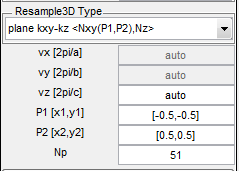 Resample3D Type
plane kxy-kz <Nxy(P1,P2),Nz>
vx [2pi/a] auto
vy [2pi/b] auto
vz [2pi/c] auto
P1 [x1,y1] [-0.5,-0.5]
P2 [x2,y2] [0.5,0.5]
Np 51